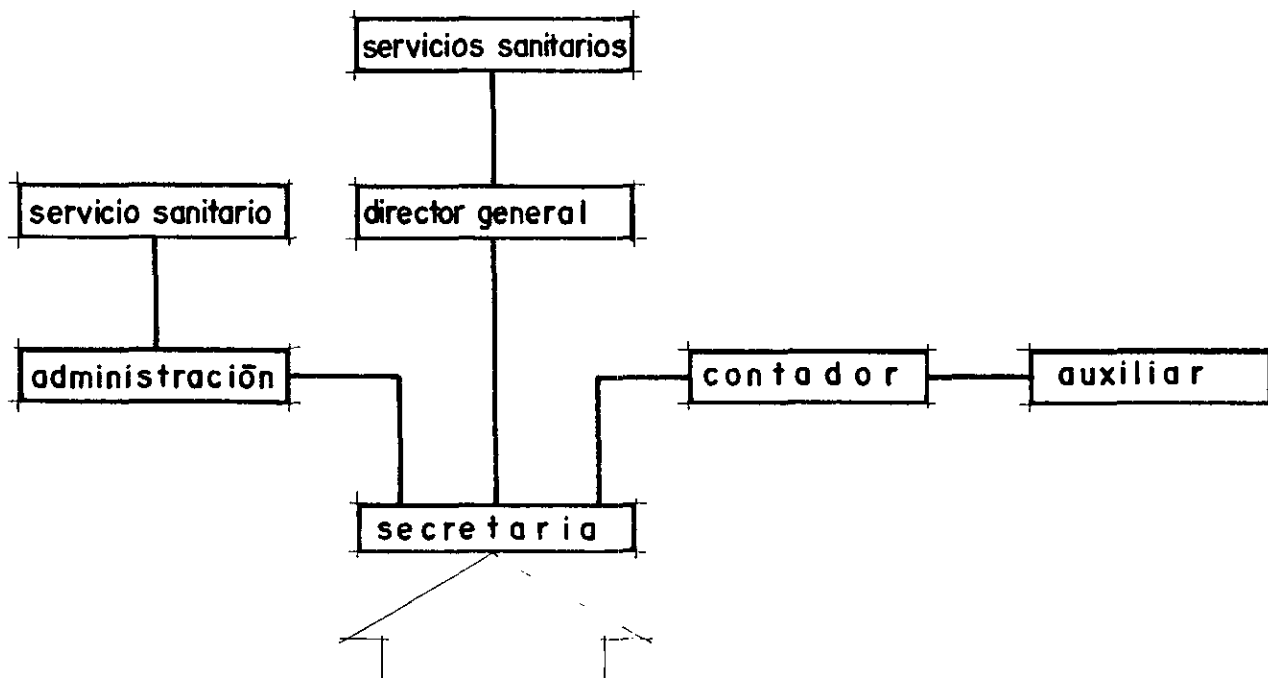 servicios sanitarios
servicio sanitario
director general
administración
contador
auxiliar
secretaria